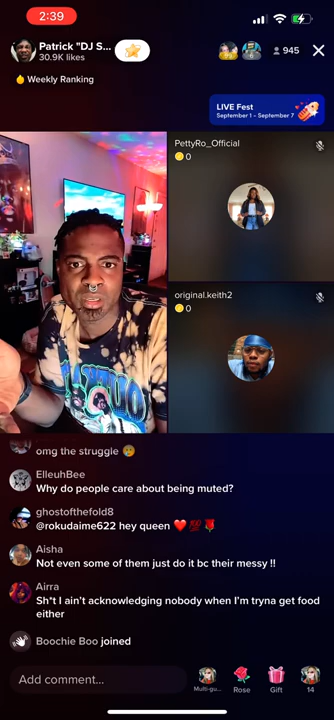 2:39
Patrick "DJ S...
30.9K likes
945
Weekly Ranking
LIVE Fest
September 1 - September 7
PettyRo_Official
0
original.keith2
0
omg the struggle
ElleuhBee
Why do people care about being muted?
ghostofthefold8
@rokudaime622 hey queen ❤️💯🌹
Aisha
Not even some of them just do it bc their messy !!
Airra
Sh*t I ain't acknowledging nobody when I'm tryna get food
either
Boochie Boo joined
Add comment...
Multi-gu...
Rose
Gift
14